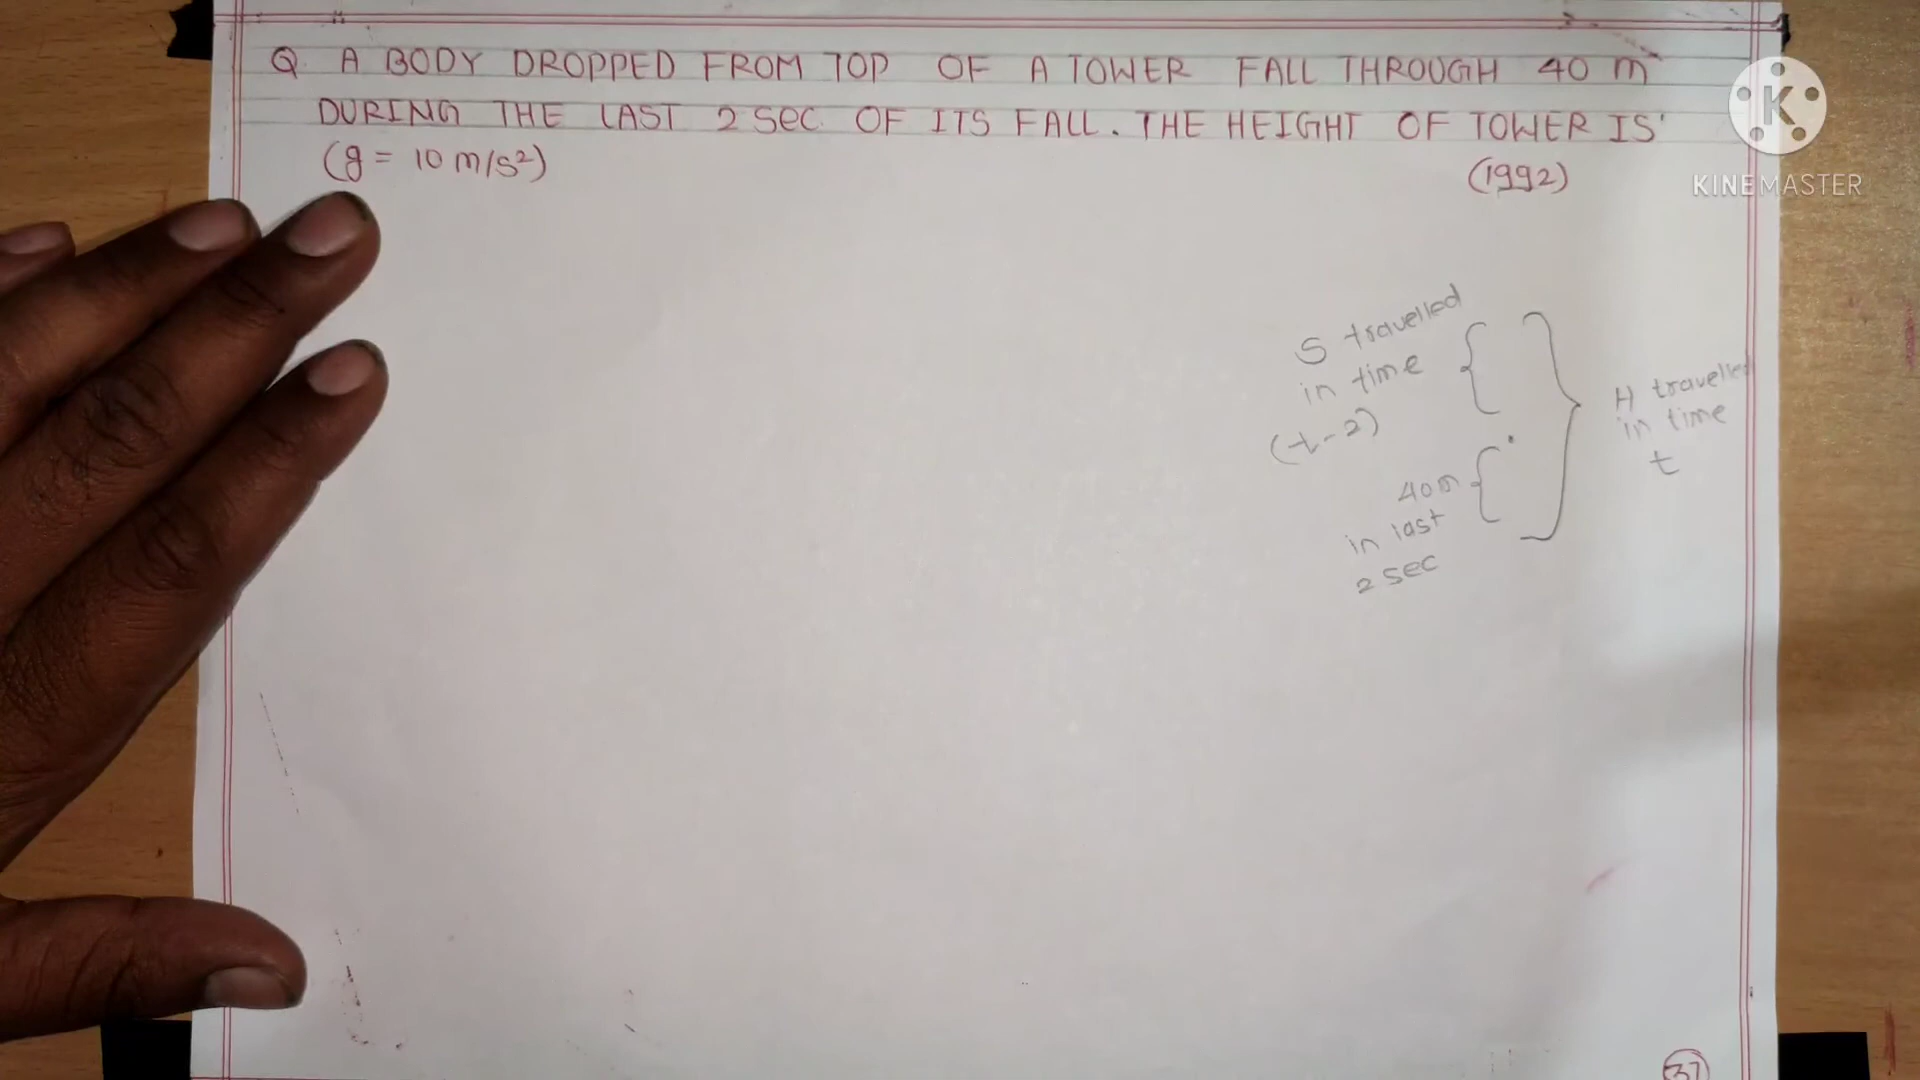 Q. A BODY DROPPED FROM TOP OF A TOWER FALL THROUGH 40 m
DURING THE LAST 2 Sec. OF ITS FALL. THE HEIGHT OF TOWER IS
(g = 10 m/s²)
(1992)
K
KINEMASTER
S travelled
in time
(t-2)
40m
in last
2 sec
H travelled
in time
t
37